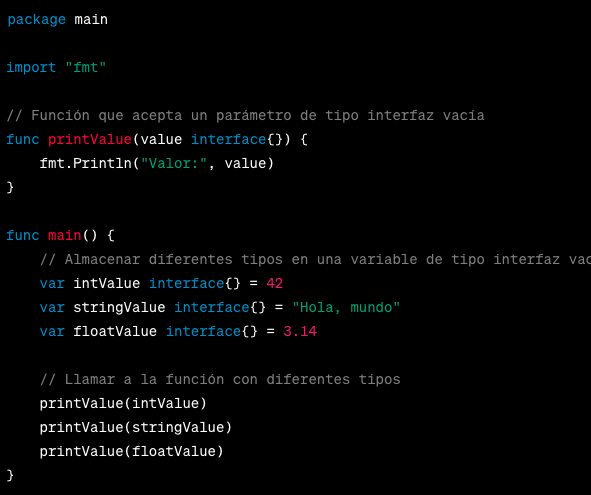 package main

import "fmt"

// Función que acepta un parámetro de tipo interfaz vacía
func printValue(value interface{}) {
    fmt.Println("Valor:", value)
}

func main() {
    // Almacenar diferentes tipos en una variable de tipo interfaz
    var intValue interface{} = 42
    var stringValue interface{} = "Hola, mundo"
    var floatValue interface{} = 3.14

    // Llamar a la función con diferentes tipos
    printValue(intValue)
    printValue(stringValue)
    printValue(floatValue)
}